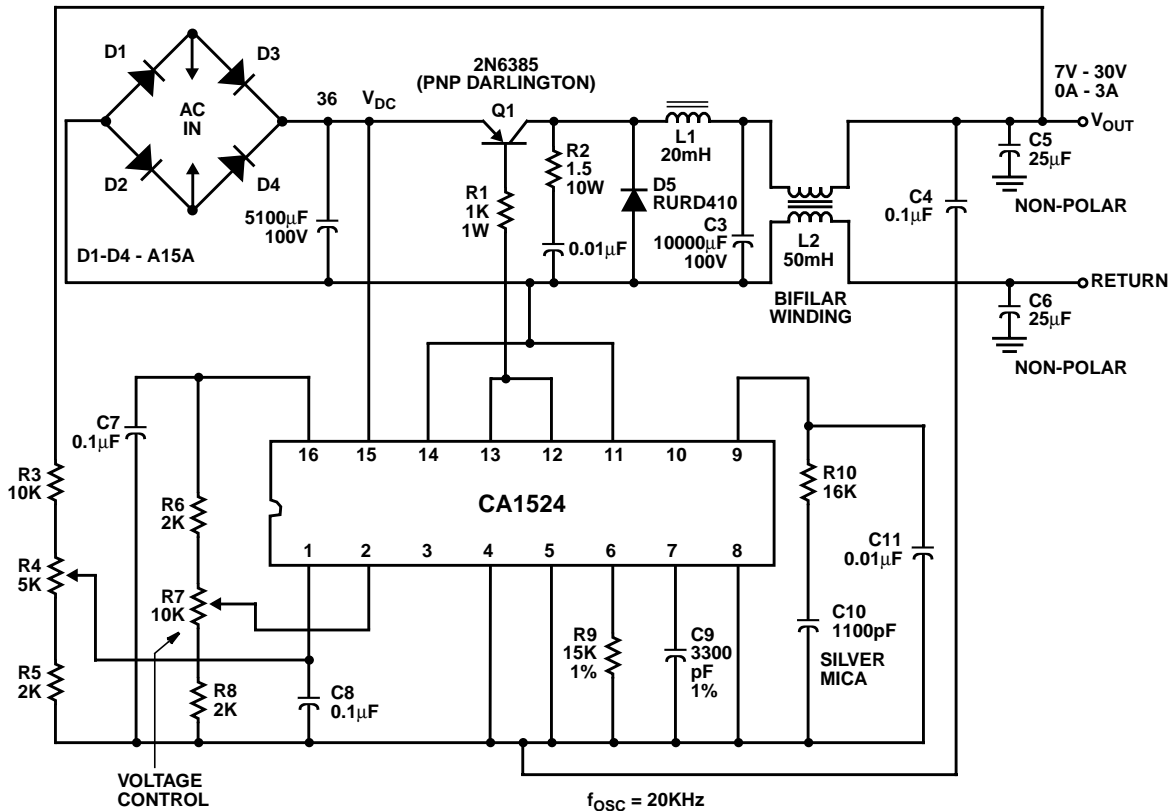 D1
D3
AC
IN
D2
D4
D1-D4 - A15A
36
V_DC
5100μF
100V
2N6385
(PNP DARLINGTON)
Q1
R1
1K
1W
R2
1.5
10W
0.01μF
D5
RURD410
L1
20mH
C3
10000μF
100V
L2
50mH
BIFILAR
WINDING
C4
0.1μF
7V - 30V
0A - 3A
V_OUT
C5
25μF
NON-POLAR
RETURN
C6
25μF
NON-POLAR
C7
0.1μF
R3
10K
R4
5K
R5
2K
R6
2K
R7
10K
R8
2K
VOLTAGE
CONTROL
16 15 14 13 12 11 10 9
CA1524
1 2 3 4 5 6 7 8
C8
0.1μF
R9
15K
1%
C9
3300
pF
1%
R10
16K
C10
1100pF
SILVER
MICA
C11
0.01μF
f_OSC = 20KHz